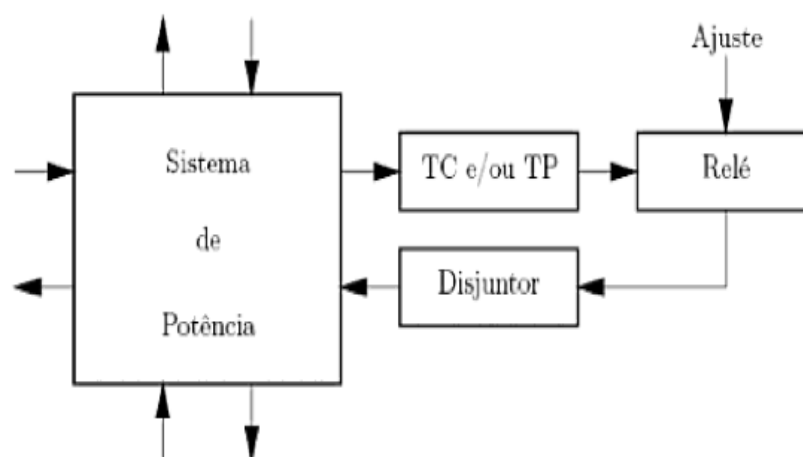 Ajuste
Sistema
de
Potência
TC e/ou TP
Relé
Disjuntor